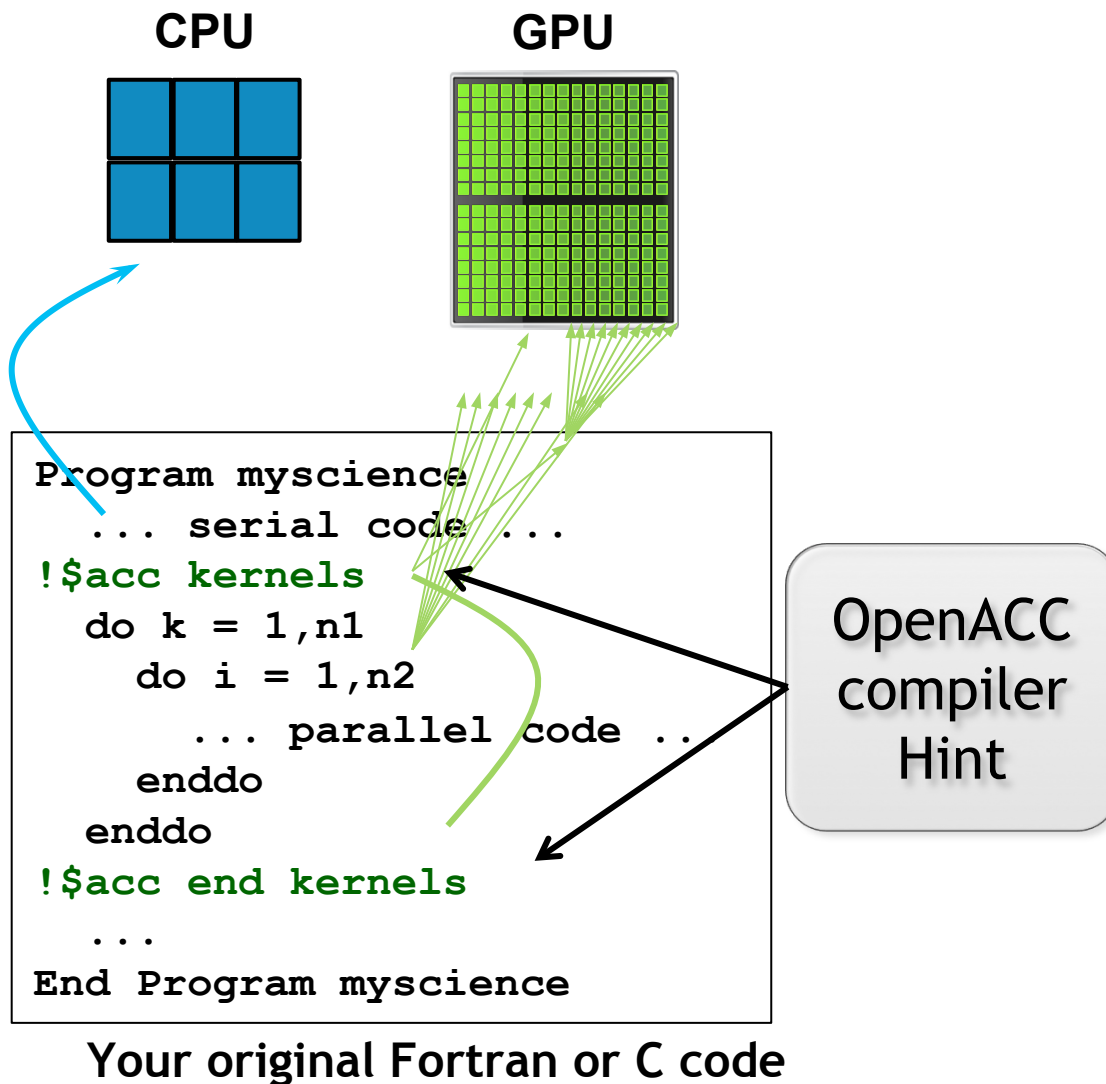 CPU
GPU
Program myscience
... serial code ...
!$acc kernels
do k = 1,n1
do i = 1,n2
... parallel code ..
enddo
enddo
!$acc end kernels
...
End Program myscience
OpenACC
compiler
Hint
Your original Fortran or C code